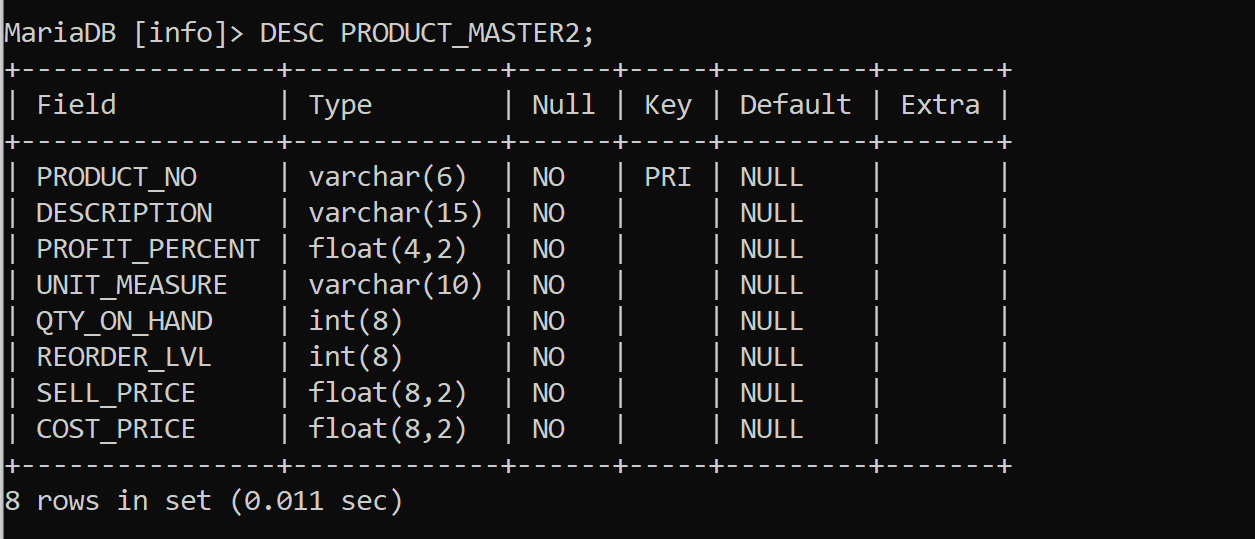 MariaDB [info]> DESC PRODUCT_MASTER2;
+----------------+-------------+------+-----+---------+-------+
| Field          | Type        | Null | Key | Default | Extra |
+----------------+-------------+------+-----+---------+-------+
| PRODUCT_NO     | varchar(6)  | NO   | PRI | NULL    |       |
| DESCRIPTION    | varchar(15) | NO   |     | NULL    |       |
| PROFIT_PERCENT | float(4,2)  | NO   |     | NULL    |       |
| UNIT_MEASURE   | varchar(10) | NO   |     | NULL    |       |
| QTY_ON_HAND    | int(8)      | NO   |     | NULL    |       |
| REORDER_LVL    | int(8)      | NO   |     | NULL    |       |
| SELL_PRICE     | float(8,2)  | NO   |     | NULL    |       |
| COST_PRICE     | float(8,2)  | NO   |     | NULL    |       |
+----------------+-------------+------+-----+---------+-------+
8 rows in set (0.011 sec)